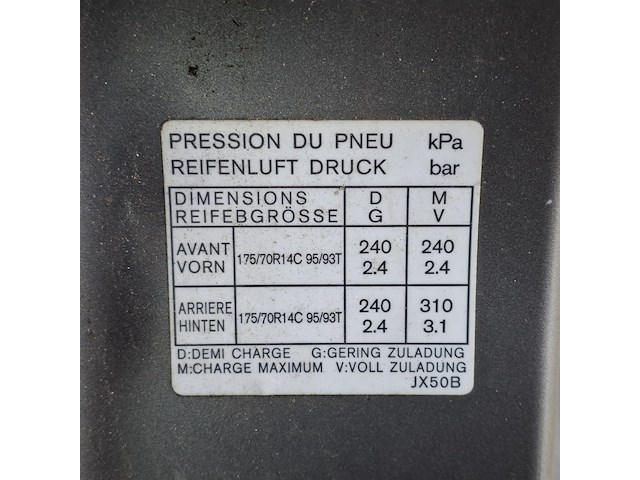 PRESSION DU PNEU kPa
REIFENLUFT DRUCK bar
DIMENSIONS D M
REIFEBGRÖSSE G V
AVANT 175/70R14C 95/93T 240 240
VORN 2.4 2.4
ARRIERE 175/70R14C 95/93T 240 310
HINTEN 2.4 3.1
D:DEMI CHARGE G:GERING ZULADUNG
M:CHARGE MAXIMUM V:VOLL ZULADUNG
JX50B